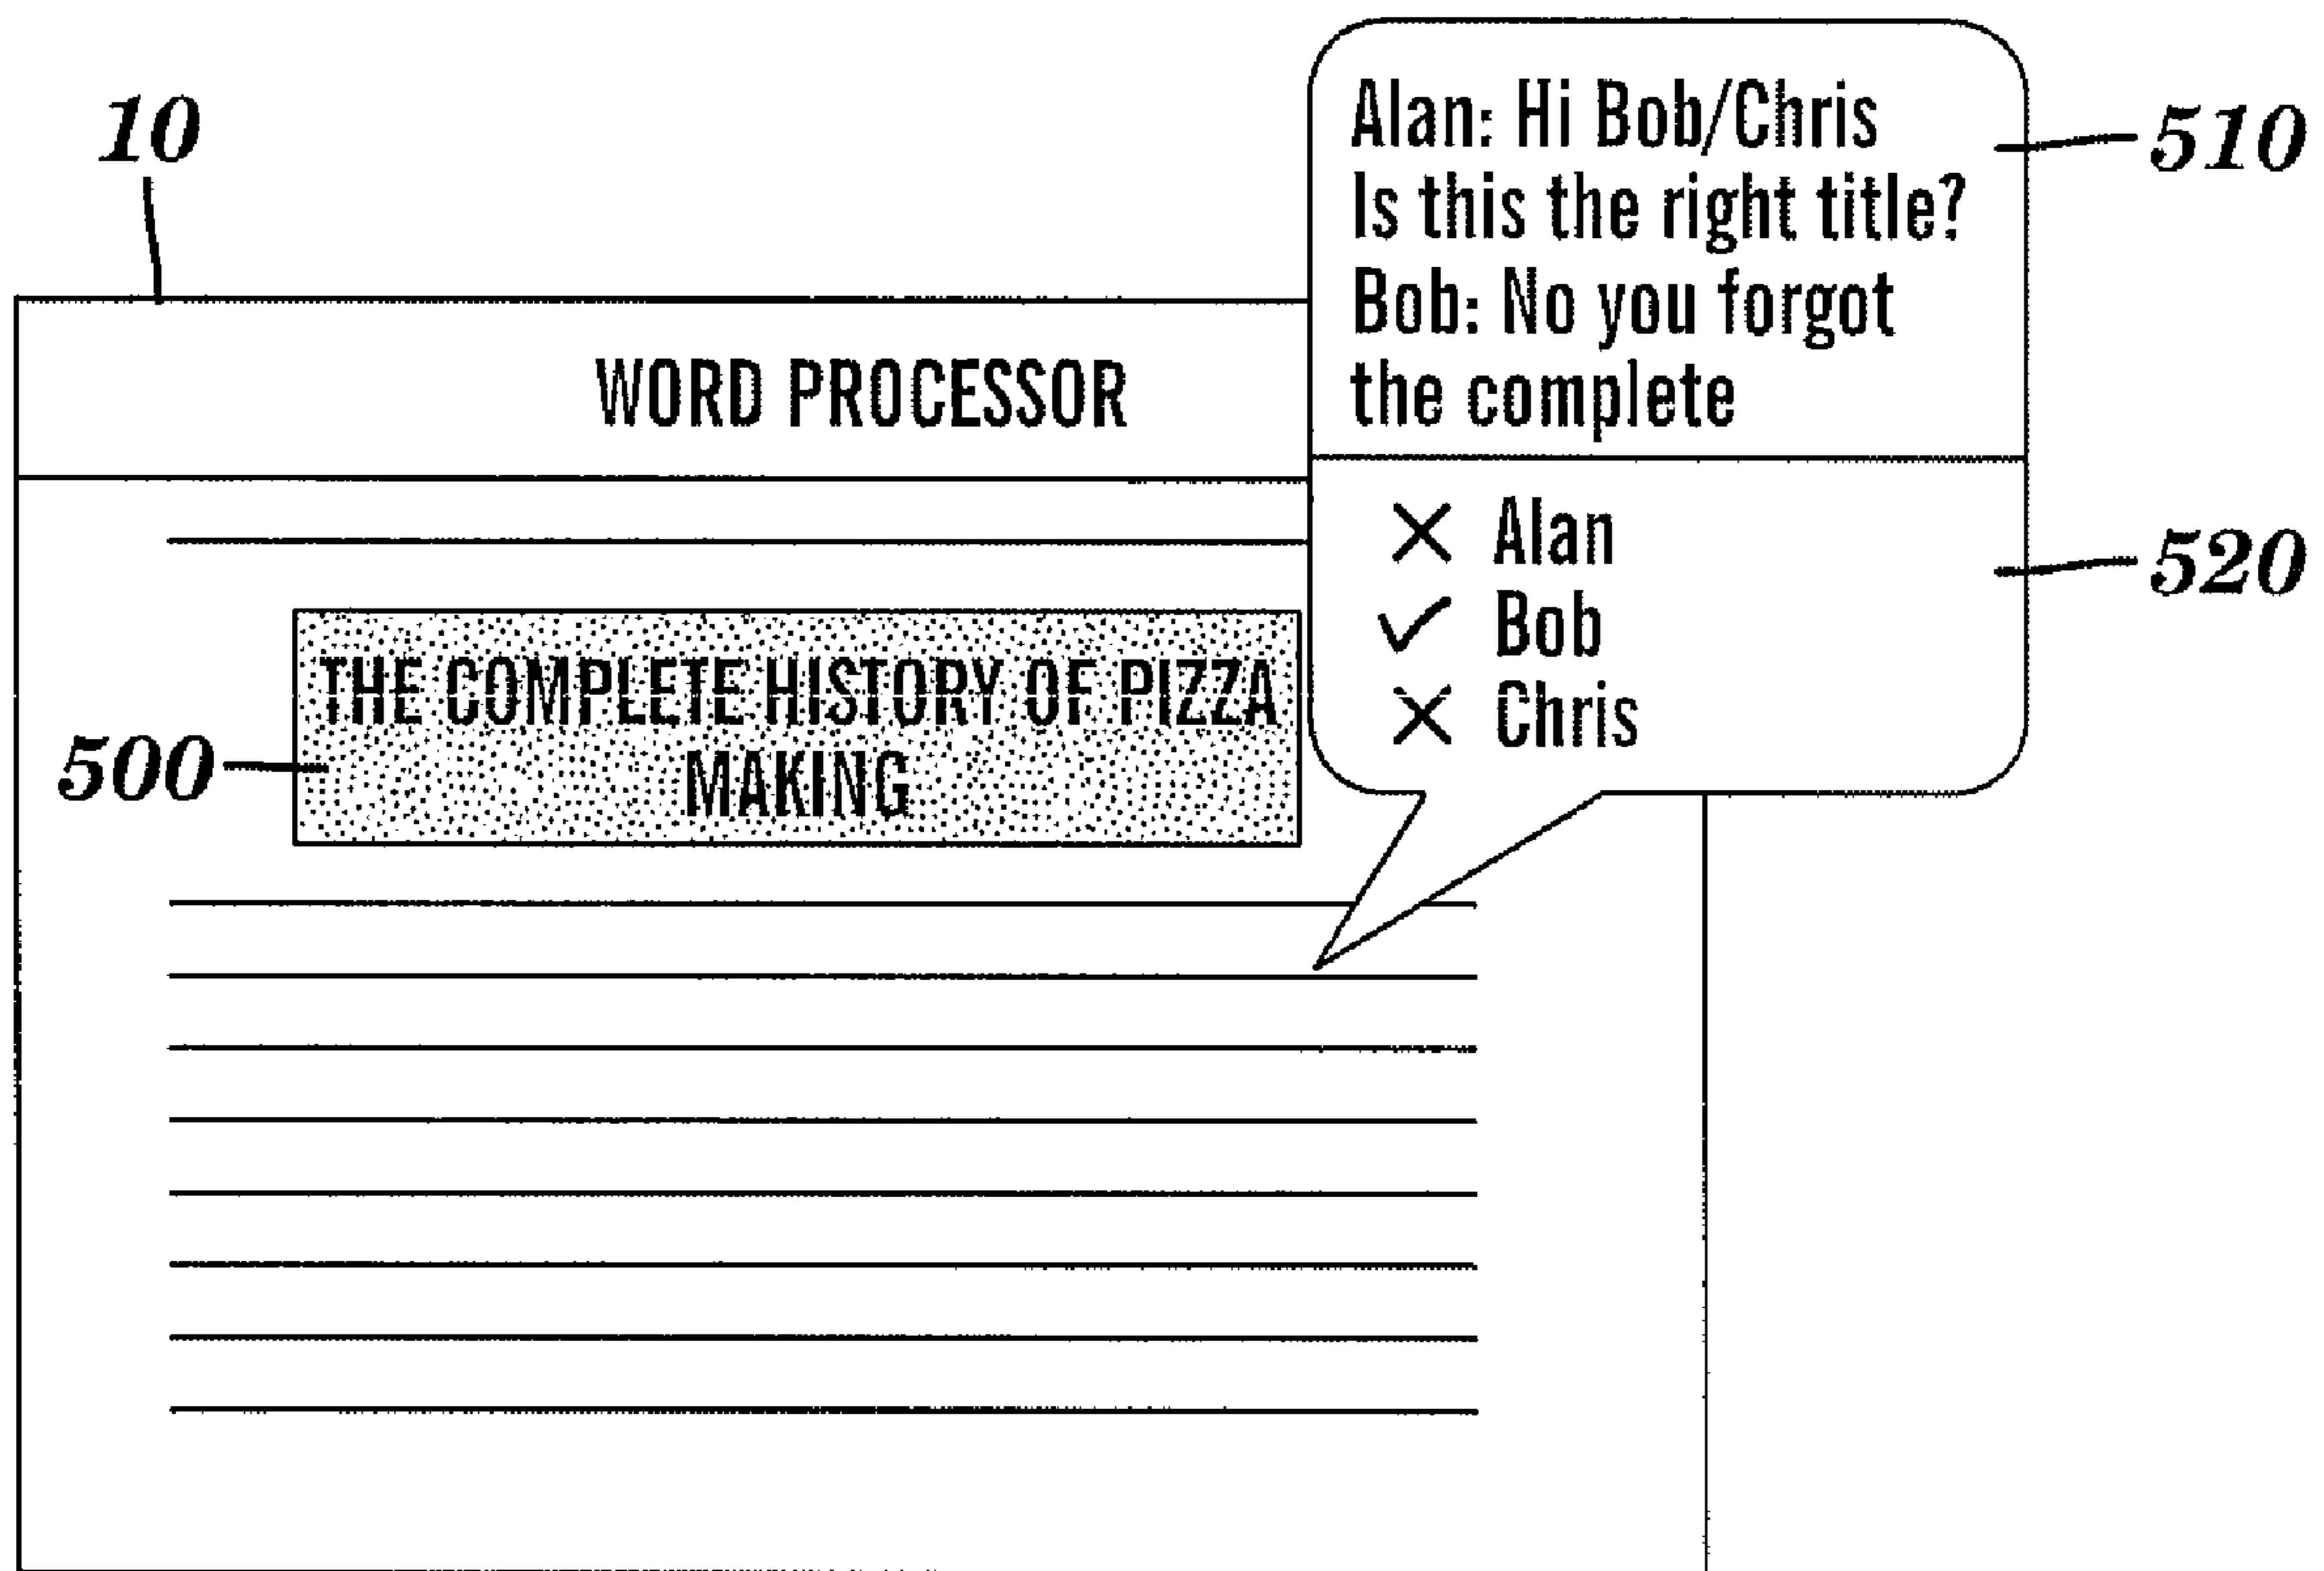 10
Alan: Hi Bob/Chris
Is this the right title?
Bob: No you forgot
the complete
510
WORD PROCESSOR
Alan
Bob
Chris
520
THE COMPLETE HISTORY OF PIZZA
MAKING
500